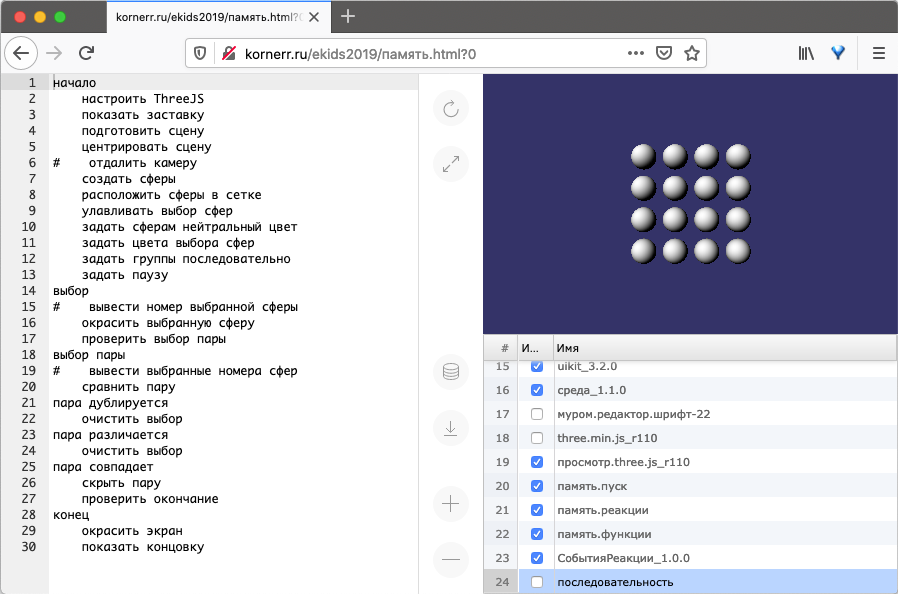 kornerr.ru/ekids2019/память.html?0
kornerr.ru/ekids2019/память.html?0
1 начало
2 настроить ThreeJS
3 показать заставку
4 подготовить сцену
5 центрировать сцену
6 # отдалить камеру
7 создать сферы
8 расположить сферы в сетке
9 улавливать выбор сфер
10 задать сферам нейтральный цвет
11 задать цвета выбора сфер
12 задать группы последовательно
13 задать паузу
14 выбор
15 # вывести номер выбранной сферы
16 окрасить выбранную сферу
17 проверить выбор пары
18 выбор пары
19 # вывести выбранные номера сфер
20 сравнить пару
21 пара дублируется
22 очистить выбор
23 пара различается
24 очистить выбор
25 пара совпадает
26 скрыть пару
27 проверить окончание
28 конец
29 окрасить экран
30 показать концовку
# И... Имя
15 uikit_3.2.0
16 среда_1.1.0
17 муром.редактор.шрифт-22
18 three.min.js_r110
19 просмотр.three.js_r110
20 память.пуск
21 память.реакции
22 память.функции
23 СобытияРеакции_1.0.0
24 последовательность